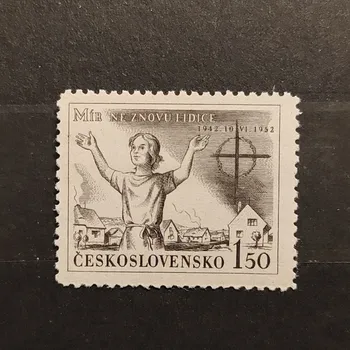 MÍR NE ZNOVU LIDICE
1942.10.VI.1952
ČESKOSLOVENSKO 1.50